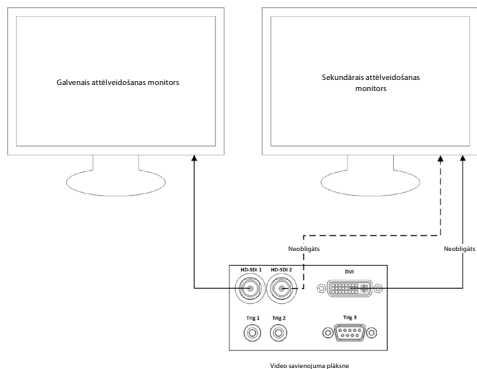 Galvenais attēlveidošanas monitors
Sekundārais attēlveidošanas
monitors
Neobligāts
Neobligāts
HD-SDI 1
HD-SDI 2
DVI
Trig 1
Trig 2
Trig 3
Video savienojuma plāksne